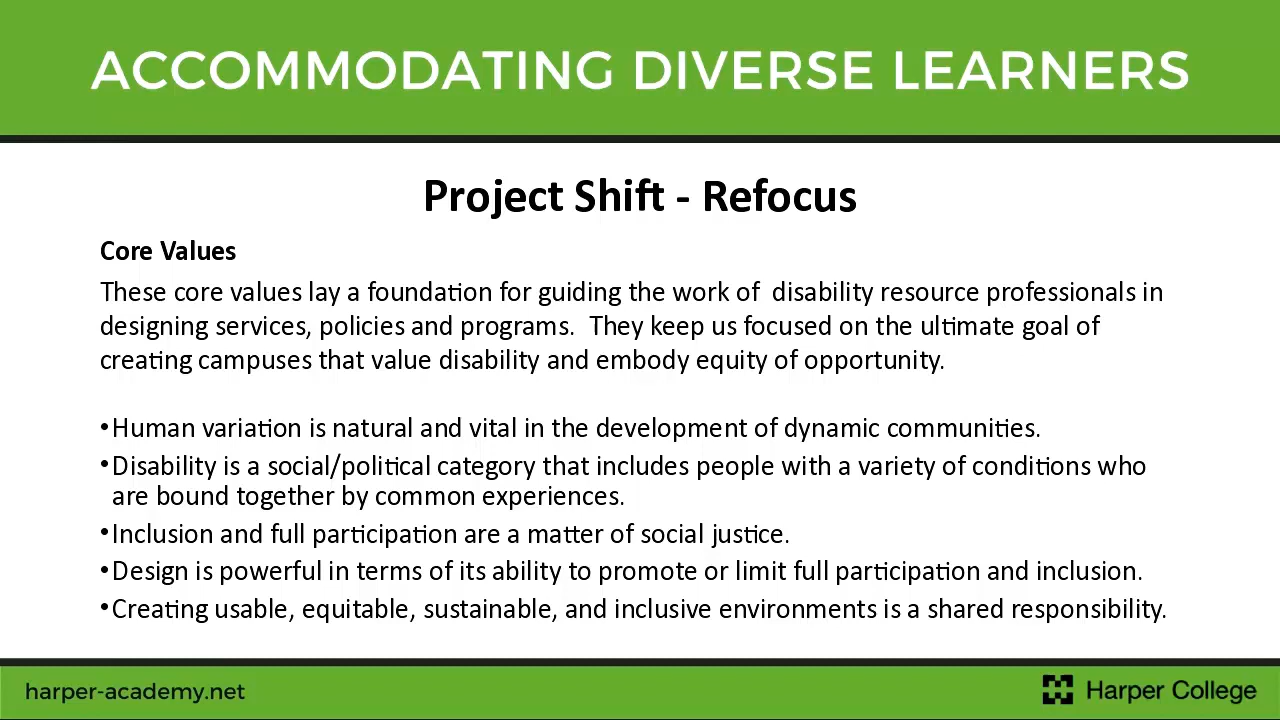 ACCOMMODATING DIVERSE LEARNERS
Project Shift - Refocus
Core Values
These core values lay a foundation for guiding the work of  disability resource professionals in
designing services, policies and programs.  They keep us focused on the ultimate goal of
creating campuses that value disability and embody equity of opportunity.
•Human variation is natural and vital in the development of dynamic communities.
•Disability is a social/political category that includes people with a variety of conditions who
are bound together by common experiences.
•Inclusion and full participation are a matter of social justice.
•Design is powerful in terms of its ability to promote or limit full participation and inclusion.
•Creating usable, equitable, sustainable, and inclusive environments is a shared responsibility.
harper-academy.net
Harper College